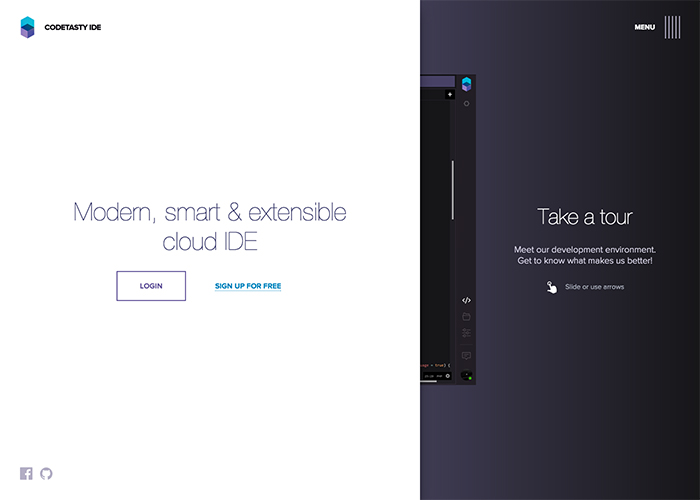 CODETASTY IDE
MENU
Modern, smart & extensible
cloud IDE
LOGIN
SIGN UP FOR FREE
Take a tour
Meet our development environment.
Get to know what makes us better!
Slide or use arrows